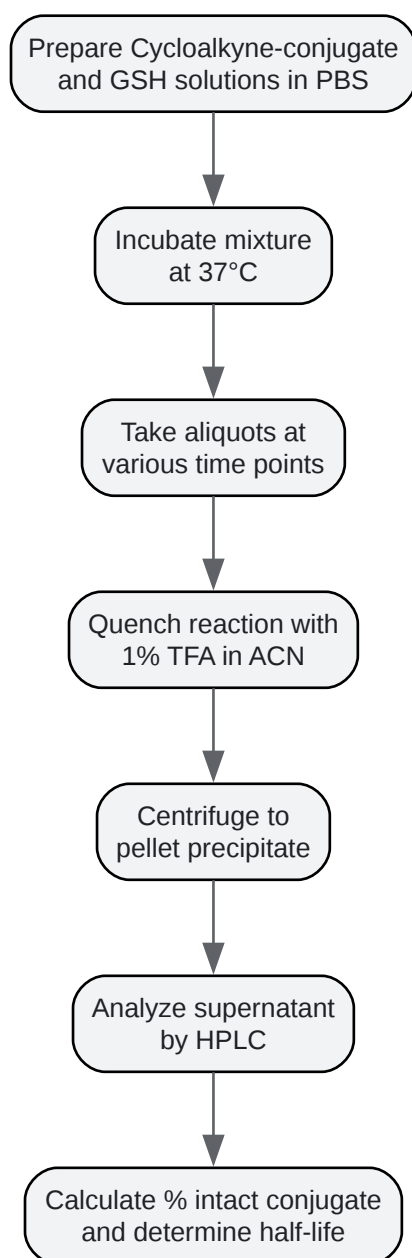 Prepare Cycloalkyne-conjugate
and GSH solutions in PBS
Incubate mixture
at 37°C
Take aliquots at
various time points
Quench reaction with
1% TFA in ACN
Centrifuge to
pellet precipitate
Analyze supernatant
by HPLC
Calculate % intact conjugate
and determine half-life